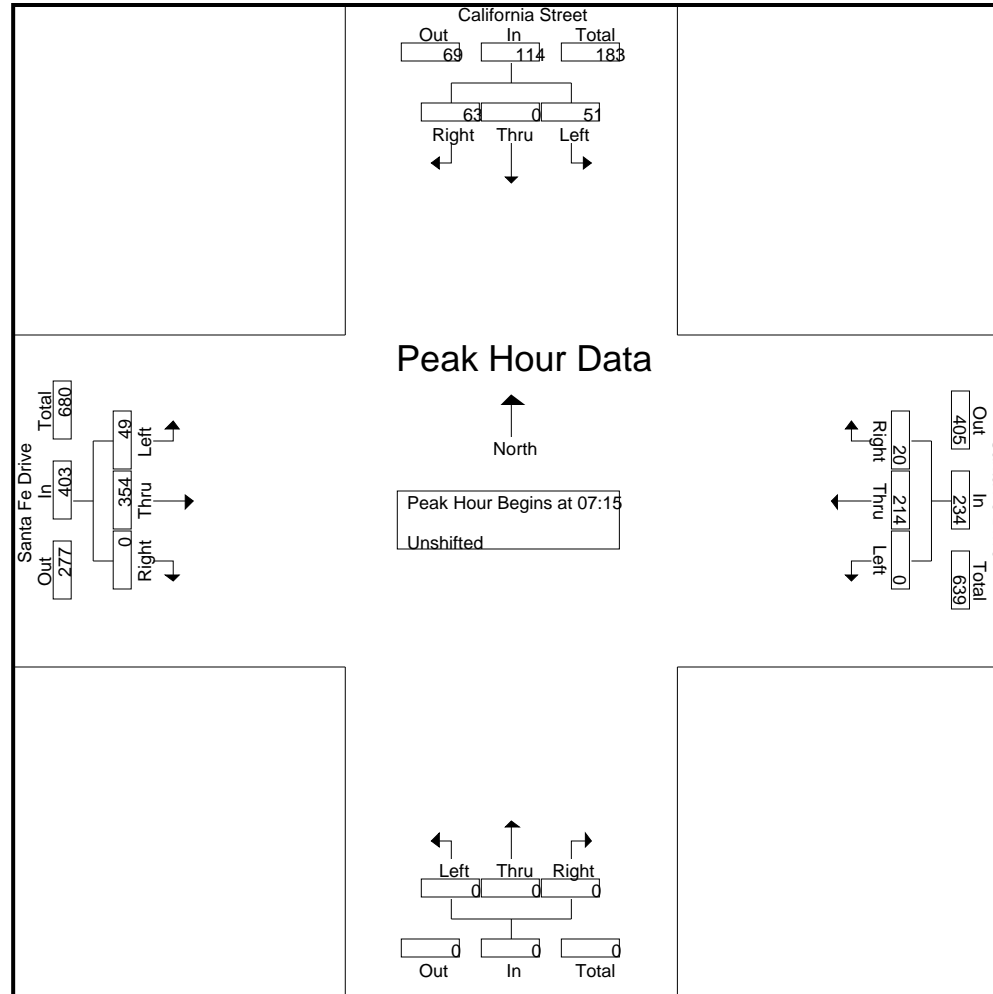 California Street
Out In Total
69 114 183
63 0 51
Right Thru Left
Peak Hour Data
North
Peak Hour Begins at 07:15
Unshifted
Santa Fe Drive
Total In Out
680 403 277
49 354 0
Left Thru Right
Right Thru Left
20 214 0
405 234 639
Out In Total
Left Thru Right
0 0 0
0 0 0
Out In Total